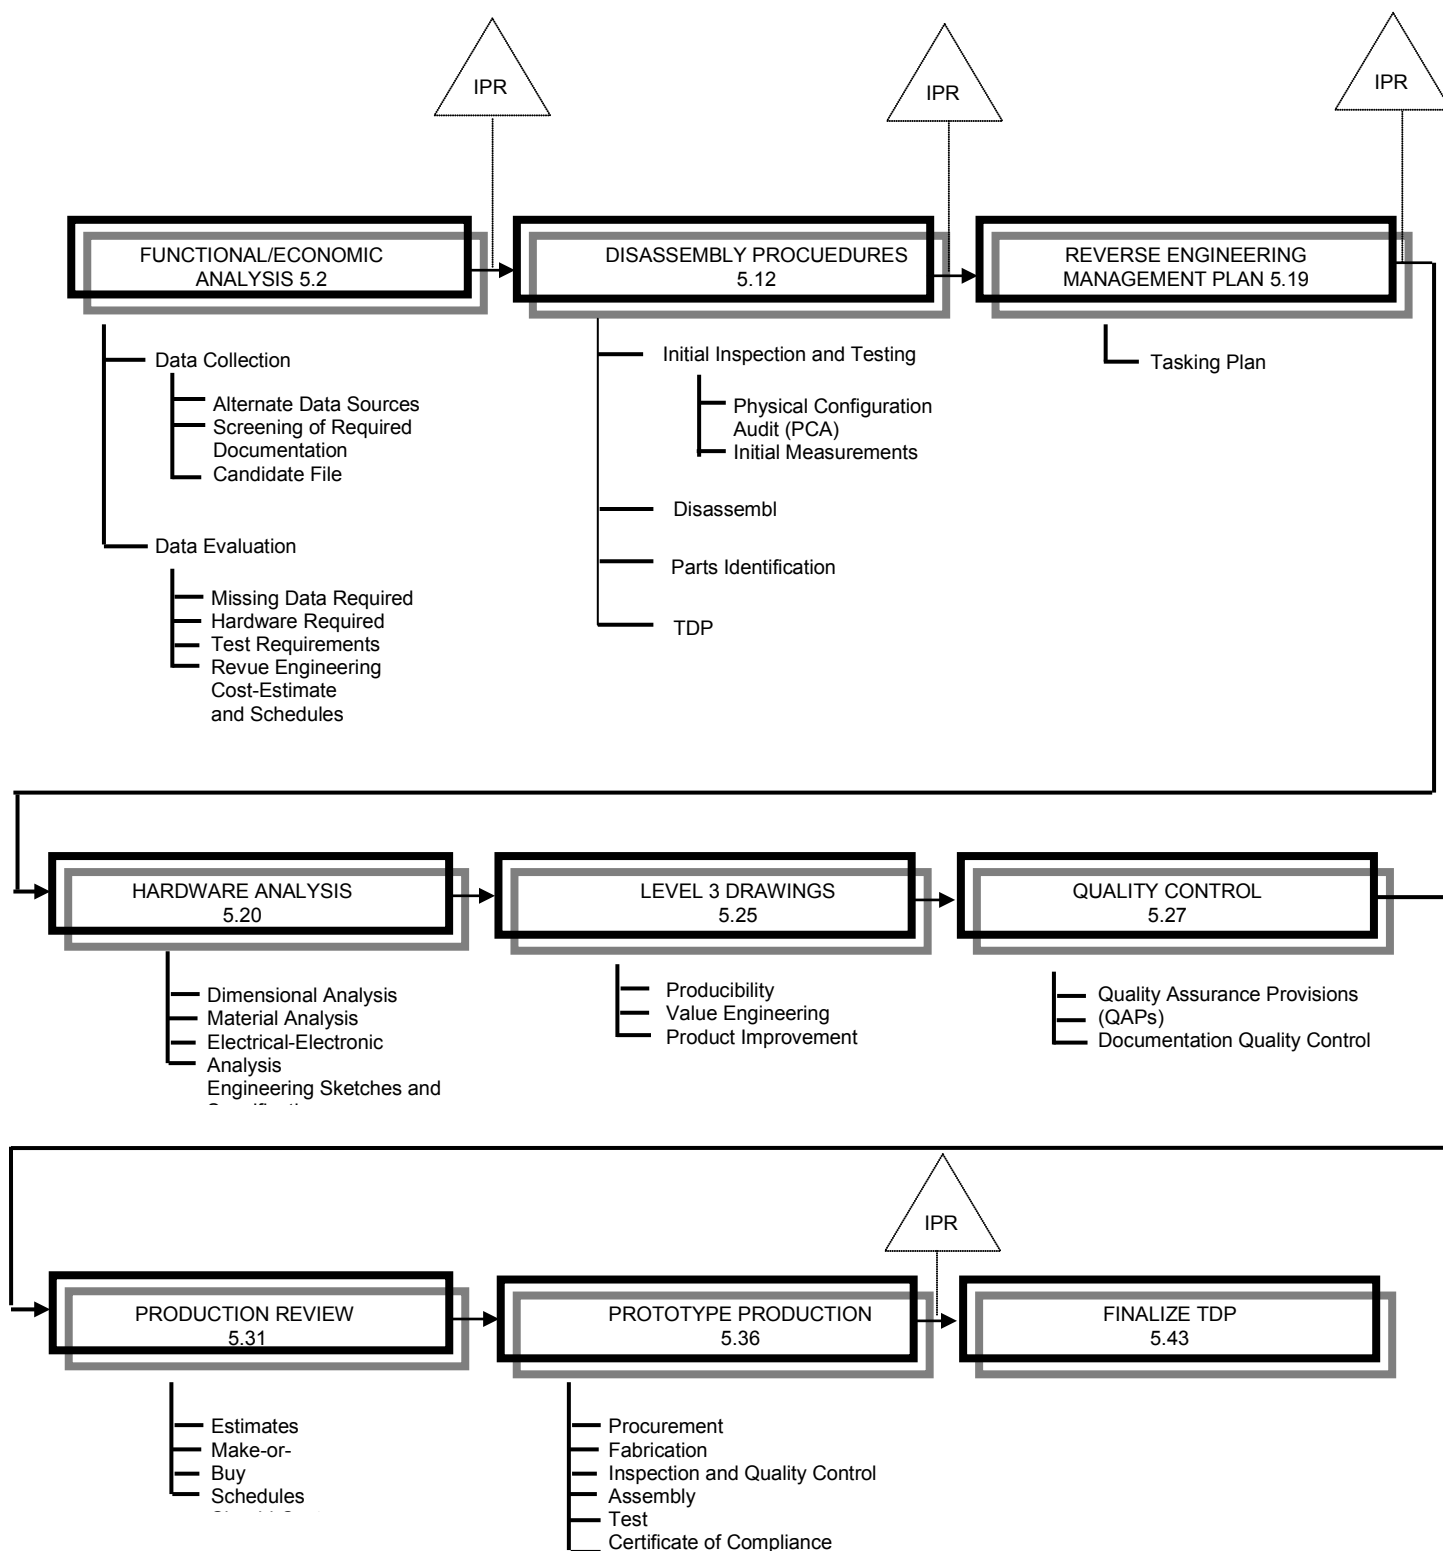 IPR
IPR
IPR
FUNCTIONAL/ECONOMIC
ANALYSIS 5.2
DISASSEMBLY PROCUEDURES
5.12
REVERSE ENGINEERING
MANAGEMENT PLAN 5.19
Data Collection
Alternate Data Sources
Screening of Required
Documentation
Candidate File
Data Evaluation
Missing Data Required
Hardware Required
Test Requirements
Revue Engineering
Cost-Estimate
and Schedules
Initial Inspection and Testing
Physical Configuration
Audit (PCA)
Initial Measurements
Disassembl
Parts Identification
TDP
Tasking Plan
HARDWARE ANALYSIS
5.20
LEVEL 3 DRAWINGS
5.25
QUALITY CONTROL
5.27
Dimensional Analysis
Material Analysis
Electrical-Electronic
Analysis
Engineering Sketches and
Producibility
Value Engineering
Product Improvement
Quality Assurance Provisions
(QAPs)
Documentation Quality Control
IPR
PRODUCTION REVIEW
5.31
PROTOTYPE PRODUCTION
5.36
FINALIZE TDP
5.43
Estimates
Make-or-
Buy
Schedules
Procurement
Fabrication
Inspection and Quality Control
Assembly
Test
Certificate of Compliance